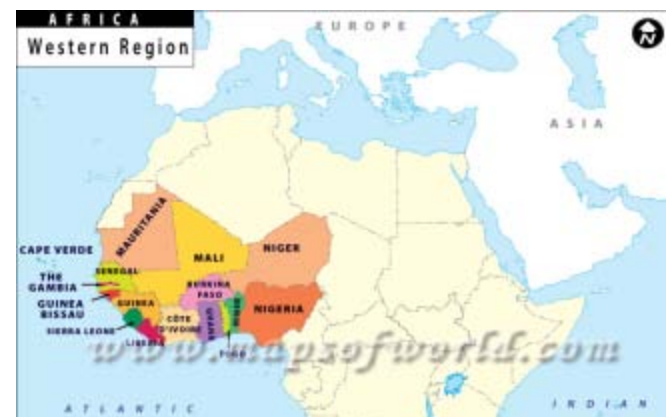 AFRICA
Western Region
EUROPE
N
ASIA
MAURITANIA
CAPE VERDE
MALI
NIGER
SENEGAL
THE
GAMBIA
GUINEA
BISSAU
GUINEA
BURKINA
FASO
BENIN
NIGERIA
SIERRA LEONE
CÔTE
D'IVOIRE
GHANA
LIBERIA
TOGO
www.mapsofworld.com
ATLANTIC
INDIAN